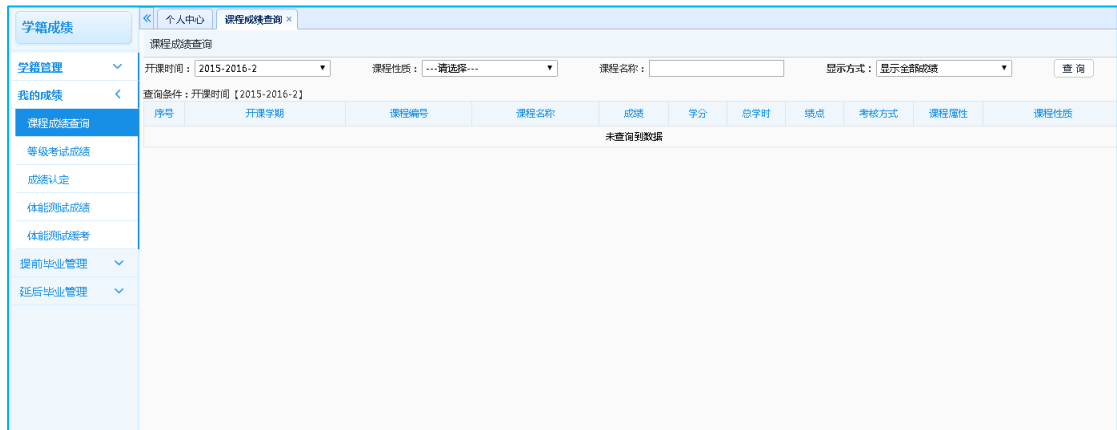 学籍成绩
个人中心 课程成绩查询 ×
课程成绩查询
学籍管理
开课时间： 2015-2016-2 课程性质： ---请选择--- 课程名称： 显示方式： 显示全部成绩 查 询
我的成绩
查询条件：开课时间【2015-2016-2】
序号 开课学期 课程编号 课程名称 成绩 学分 总学时 绩点 考核方式 课程属性 课程性质
未查询到数据
课程成绩查询
等级考试成绩
成绩认定
体能测试成绩
体能测试缓考
提前毕业管理
延后毕业管理